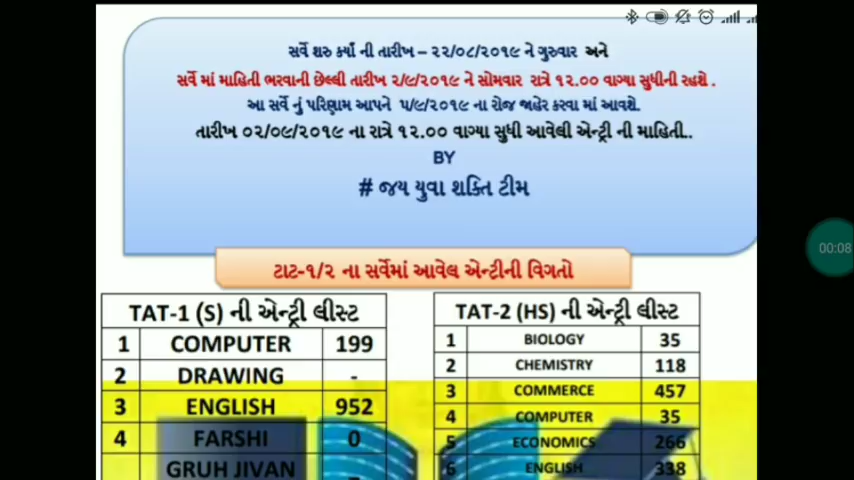 સર્વે શરુ કર્યા ની તારીખ – ૨૨/૦૮/૨૦૧૯ ને ગુરુવાર અને
સર્વે માં માહિતી ભરવાની છેલ્લી તારીખ ૨/૯/૨૦૧૯ ને સોમવાર રાત્રે ૧૨.૦૦ વાગ્યા સુધીની રહશે .
આ સર્વે નું પરિણામ આપને ૫/૯/૨૦૧૯ ના રોજ જાહેર કરવા માં આવશે.
તારીખ ૦૨/૦૯/૨૦૧૯ ના રાત્રે ૧૨.૦૦ વાગ્યા સુધી આવેલી એન્ટ્રી ની માહિતી..
BY
# જય યુવા શક્તિ ટીમ
00:08
ટાટ-૧/૨ ના સર્વેમાં આવેલ એન્ટ્રીની વિગતો
TAT-1 (S) ની એન્ટ્રી લીસ્ટ
1 COMPUTER 199
2 DRAWING -
3 ENGLISH 952
4 FARSHI 0
GRUH JIVAN -
TAT-2 (HS) ની એન્ટ્રી લીસ્ટ
1 BIOLOGY 35
2 CHEMISTRY 118
3 COMMERCE 457
4 COMPUTER 35
5 ECONOMICS 266
6 ENGLISH 338